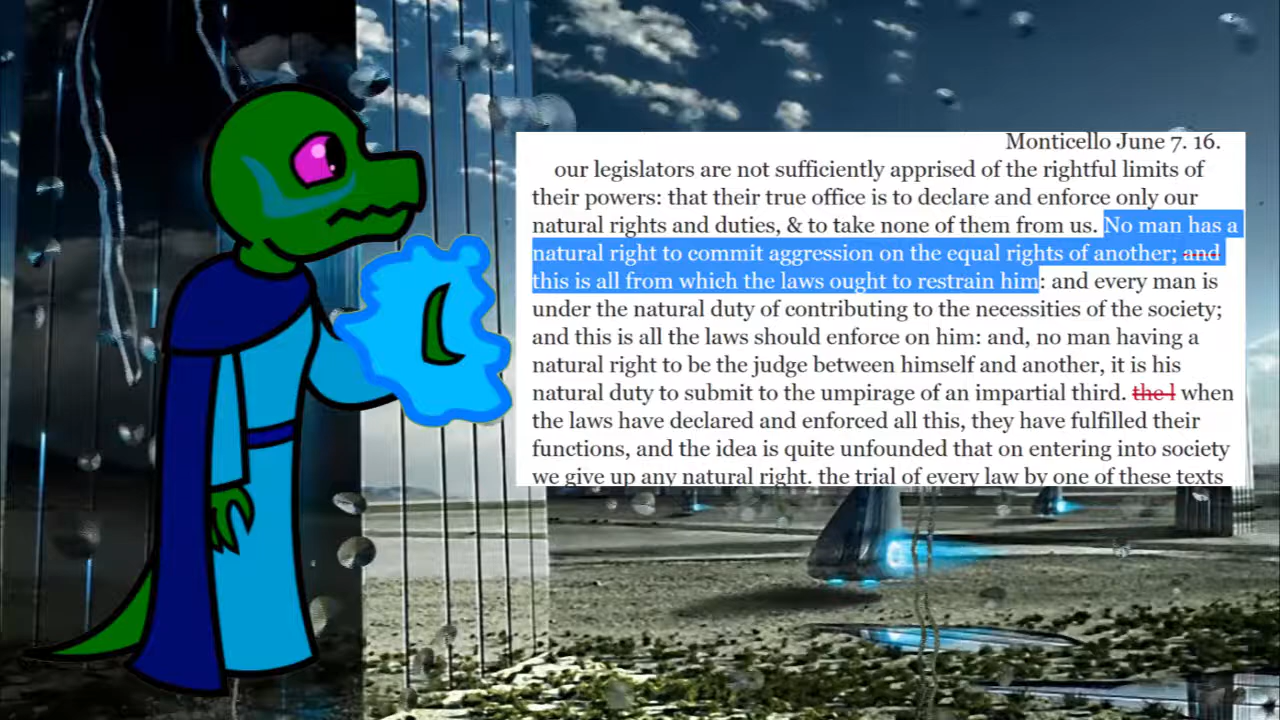 Monticello June 7. 16.
our legislators are not sufficiently apprised of the rightful limits of
their powers: that their true office is to declare and enforce only our
natural rights and duties, & to take none of them from us. No man has a
natural right to commit aggression on the equal rights of another; and
this is all from which the laws ought to restrain him: and every man is
under the natural duty of contributing to the necessities of the society;
and this is all the laws should enforce on him: and, no man having a
natural right to be the judge between himself and another, it is his
natural duty to submit to the umpirage of an impartial third. the l when
the laws have declared and enforced all this, they have fulfilled their
functions, and the idea is quite unfounded that on entering into society
we give up any natural right. the trial of every law by one of these texts